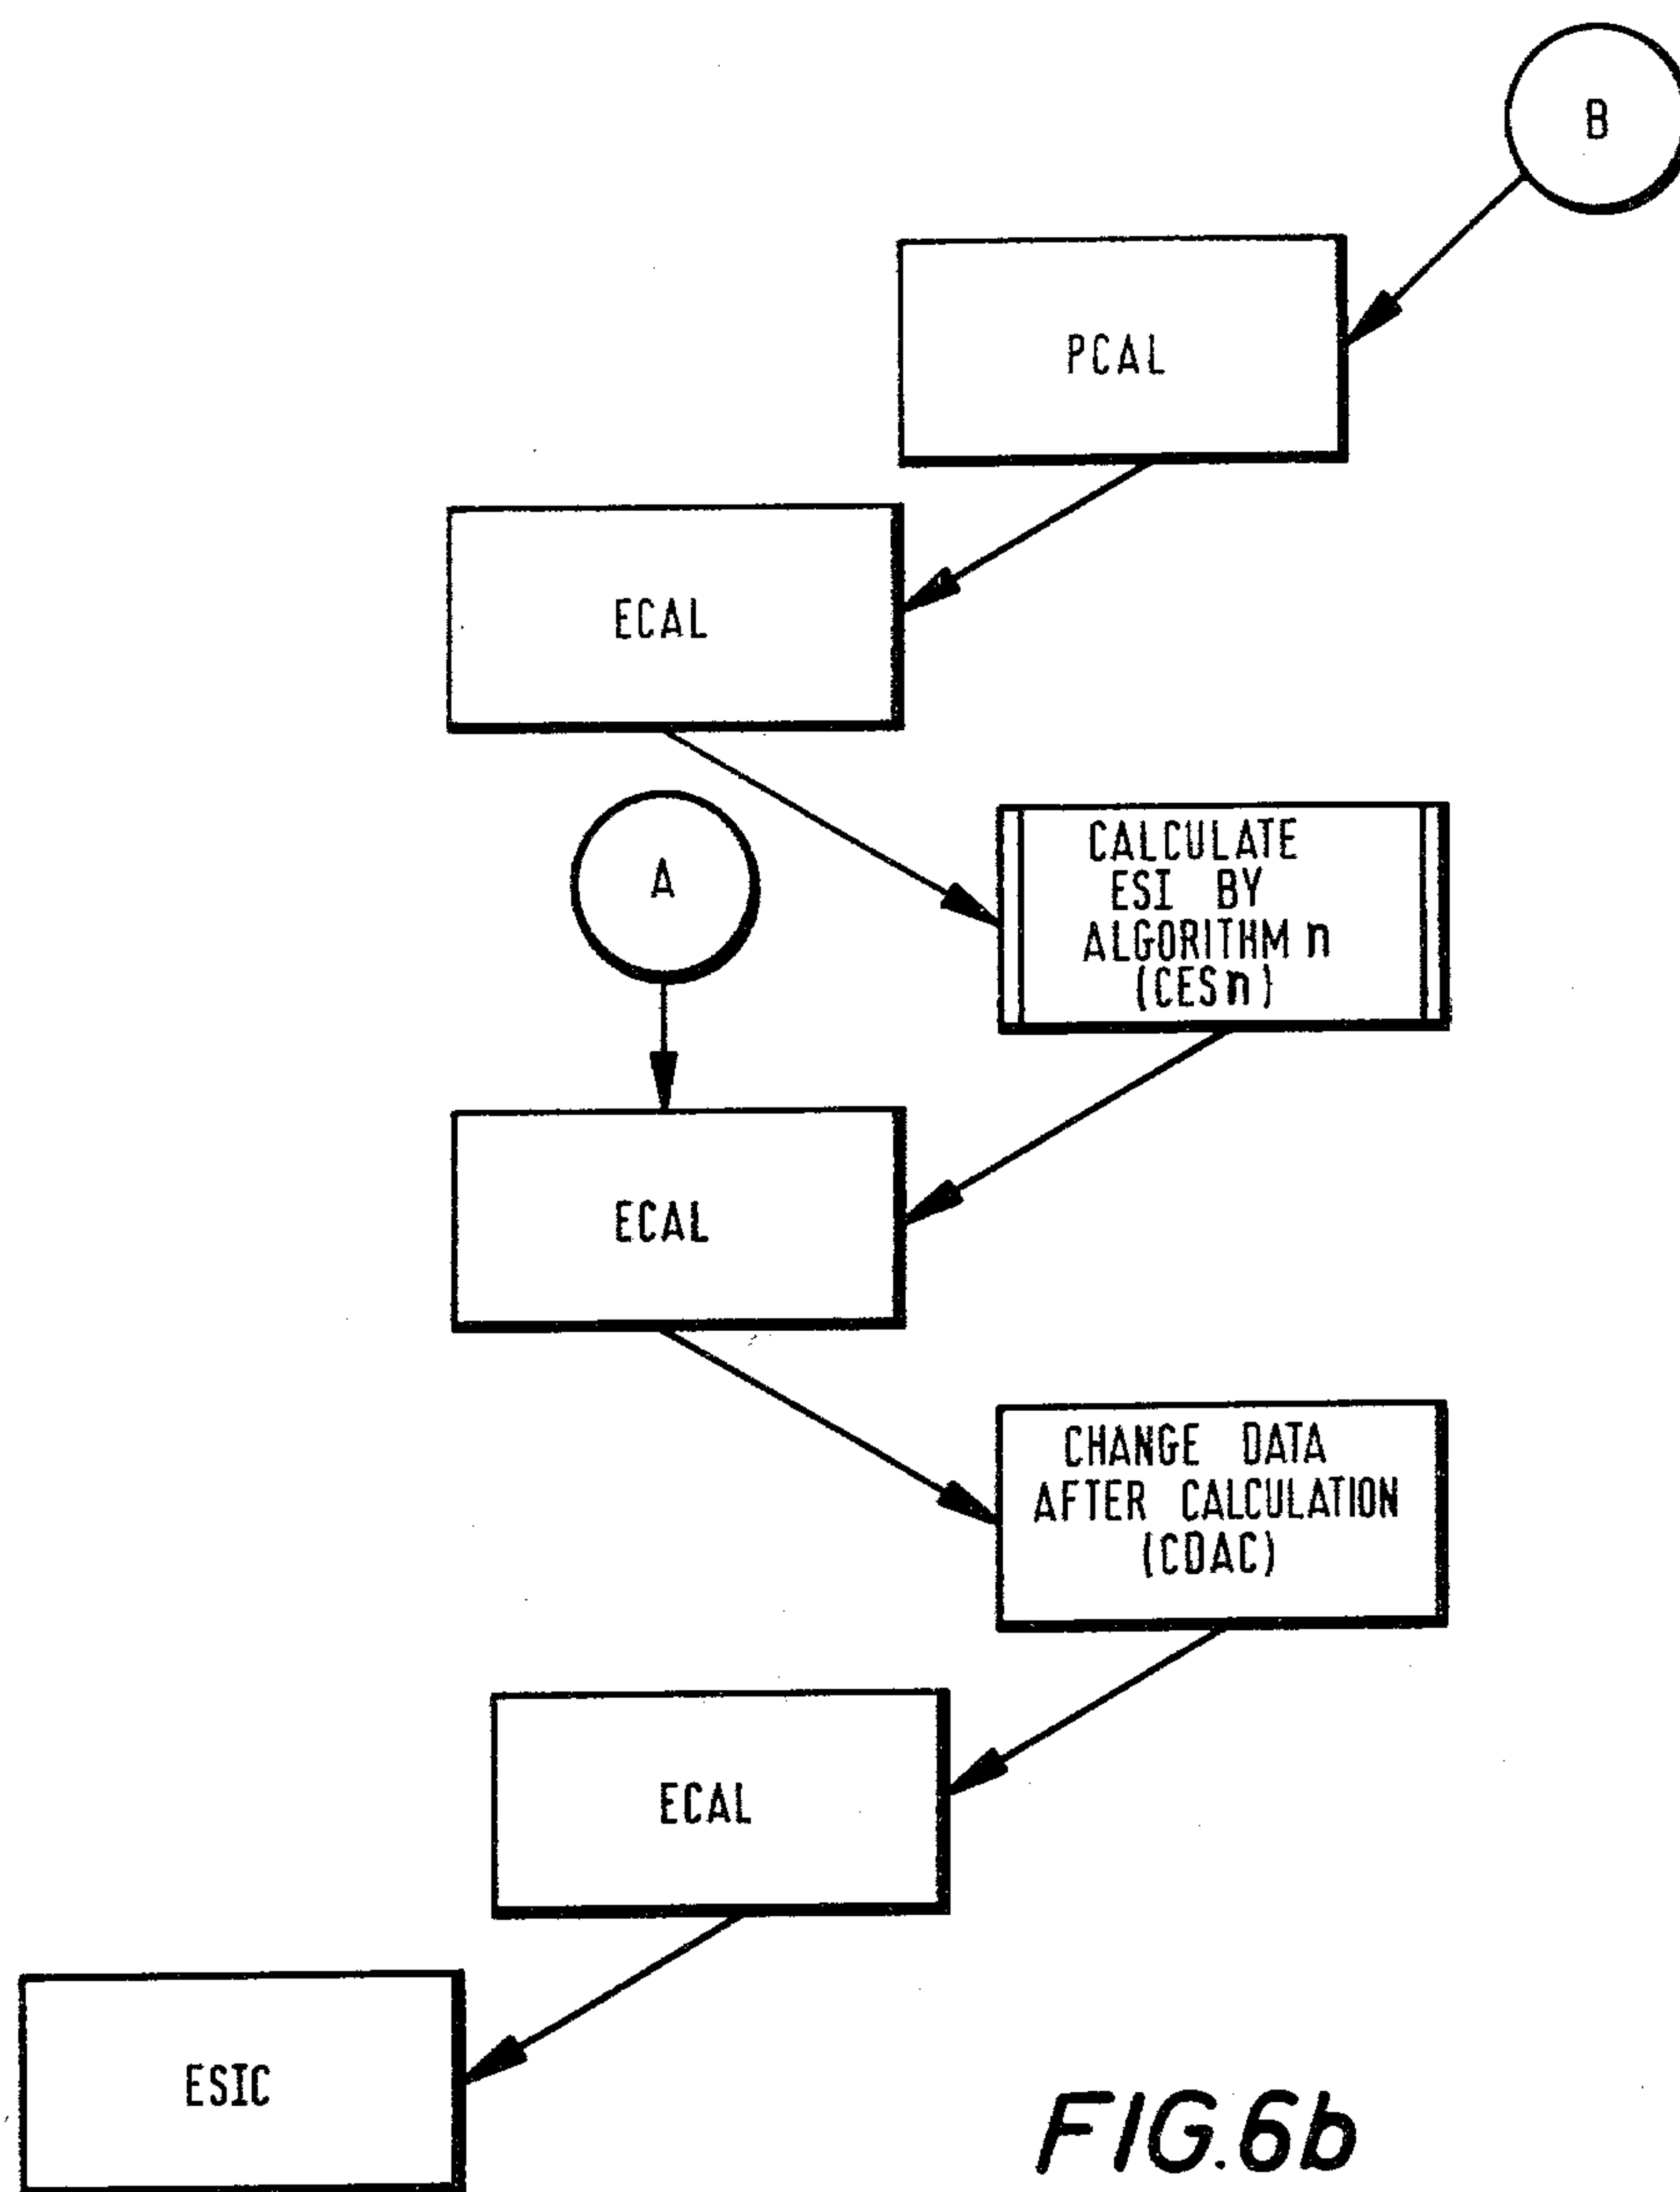 B
PCAL
ECAL
A
CALCULATE
ESI BY
ALGORITHM n
(CESn)
ECAL
CHANGE DATA
AFTER CALCULATION
(CDAC)
ECAL
ESIC
FIG.6b